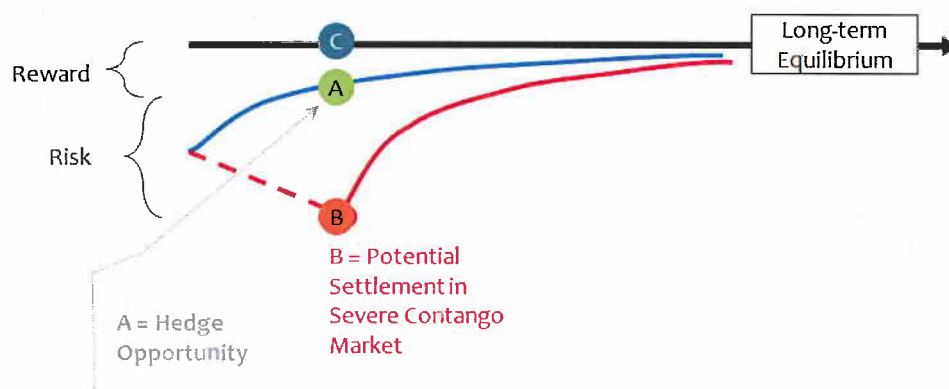 Long-term
Equilibrium
C
Reward
A
Risk
B
B = Potential
Settlement in
Severe Contango
Market
A = Hedge
Opportunity